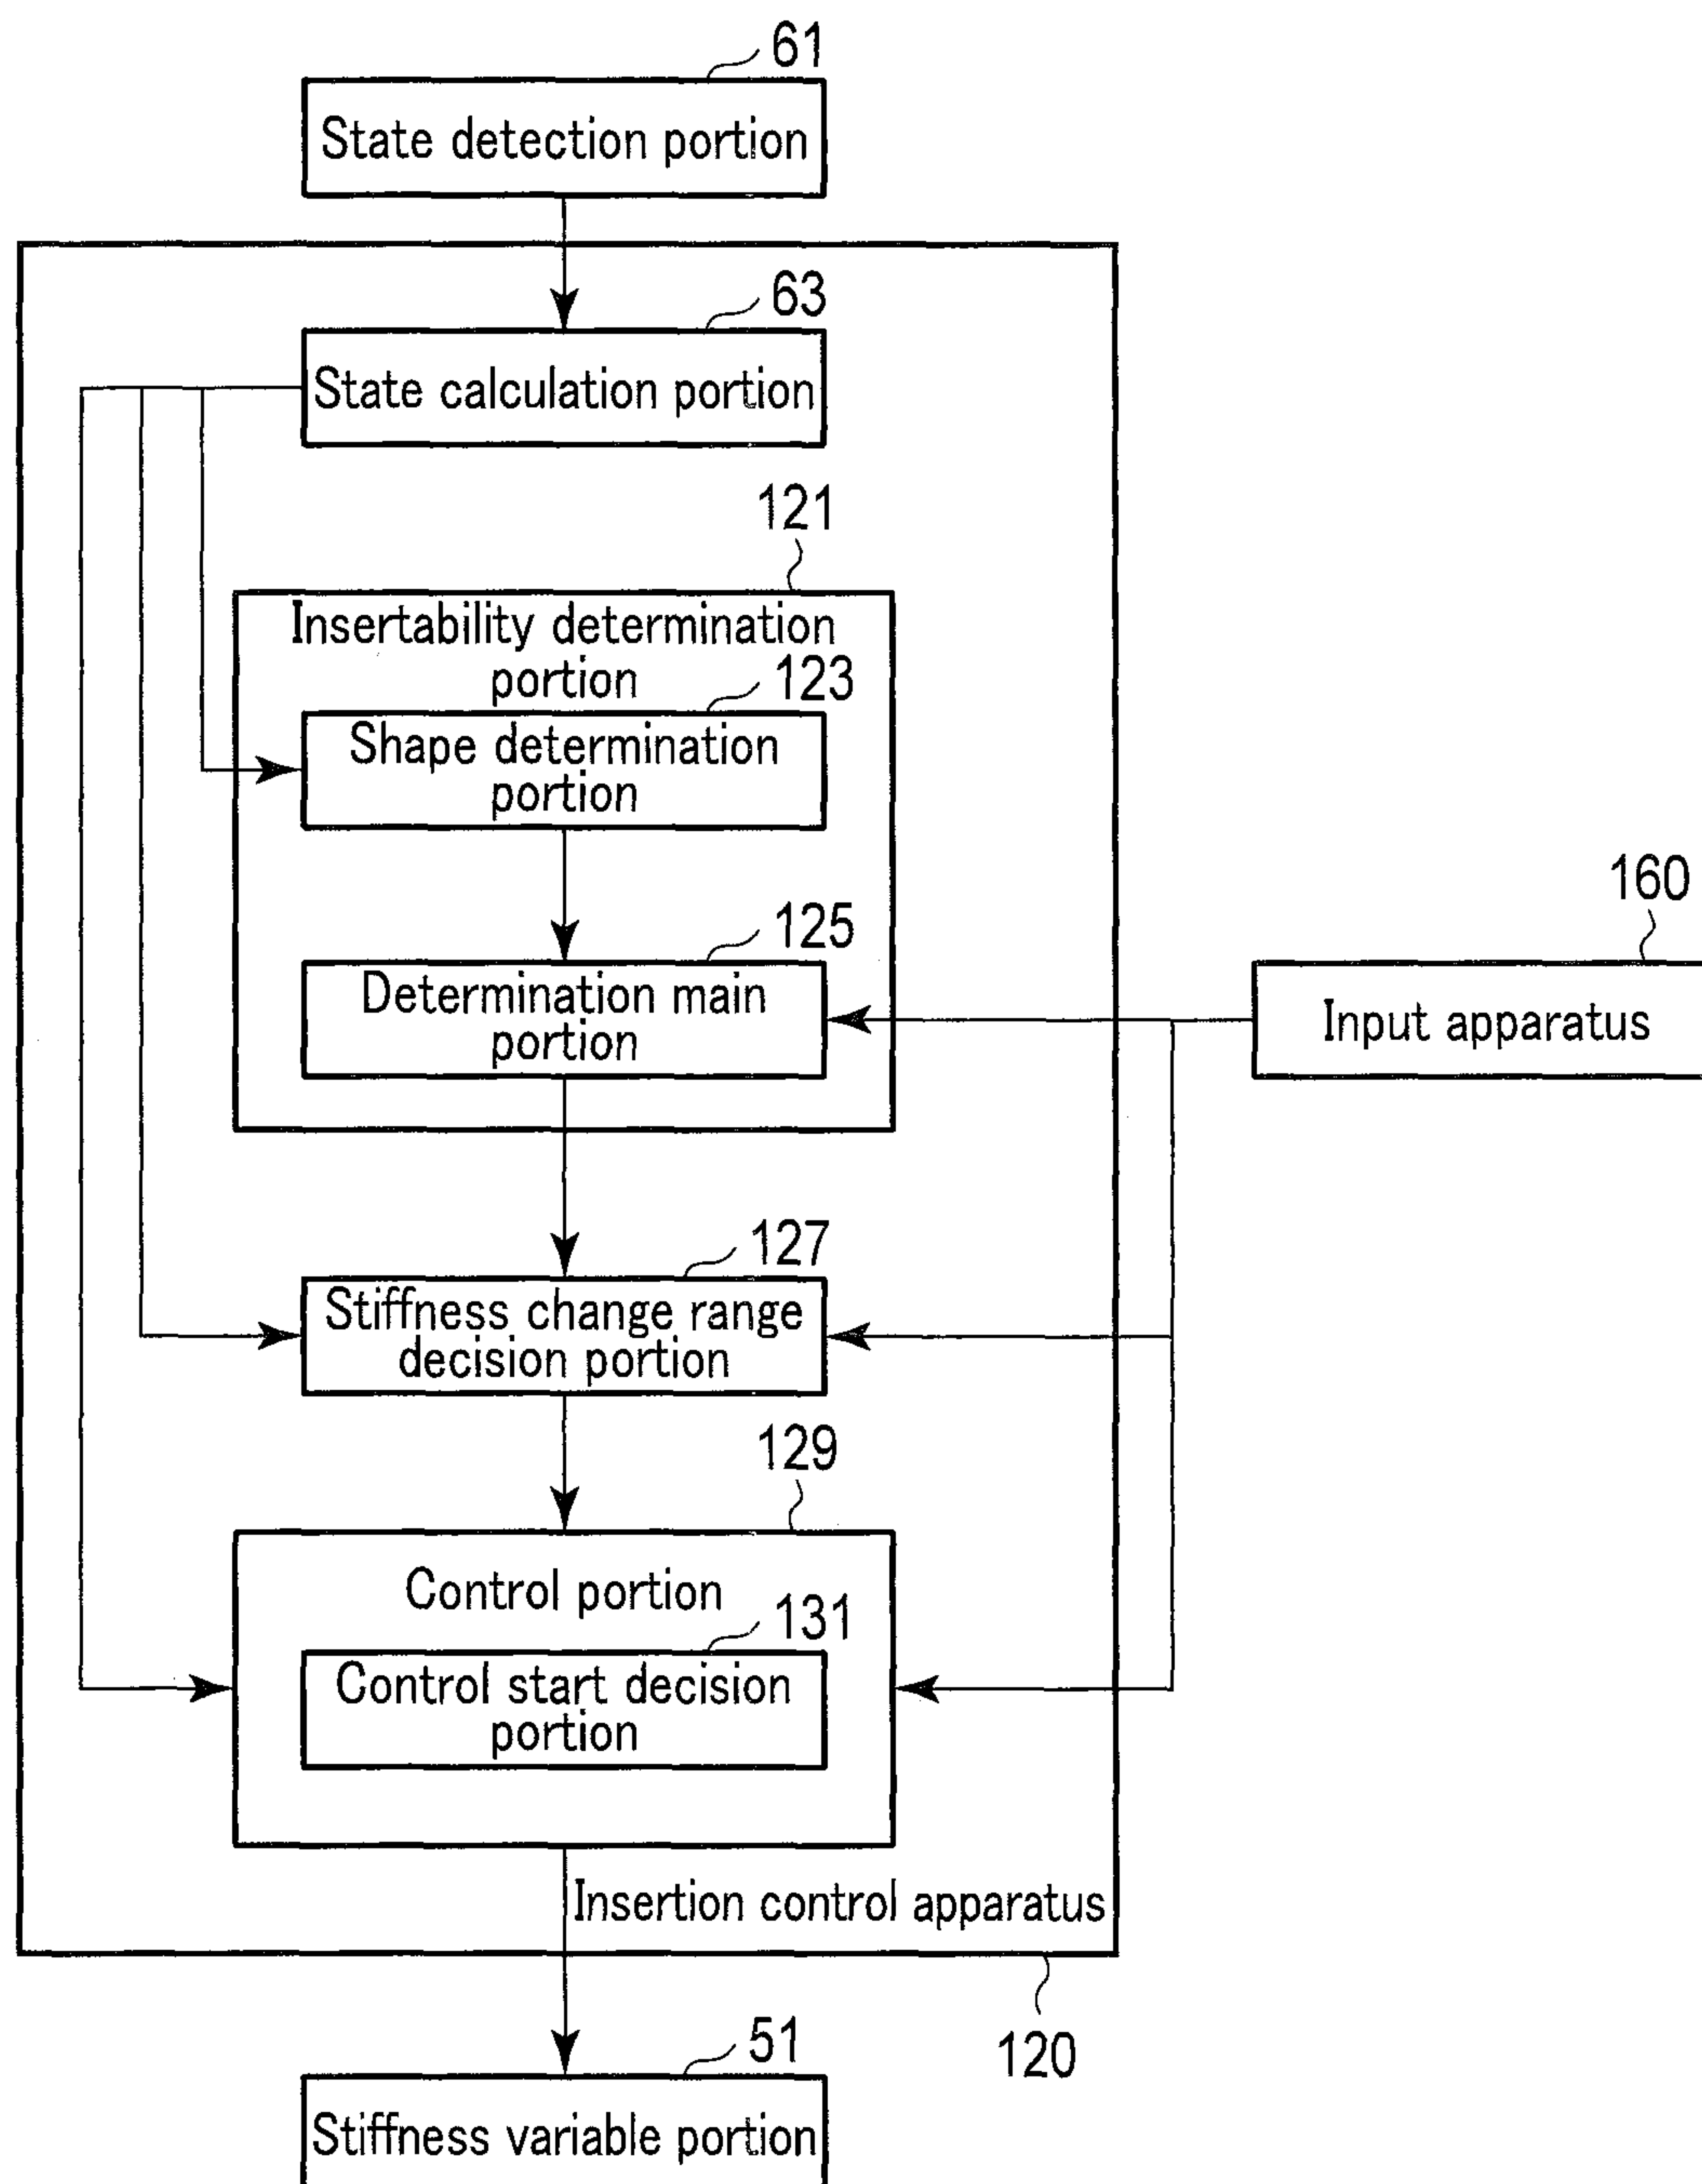 61
State detection portion
63
State calculation portion
121
Insertability determination
portion
123
Shape determination
portion
125
Determination main
portion
160
Input apparatus
127
Stiffness change range
decision portion
129
Control portion
131
Control start decision
portion
Insertion control apparatus
120
51
Stiffness variable portion